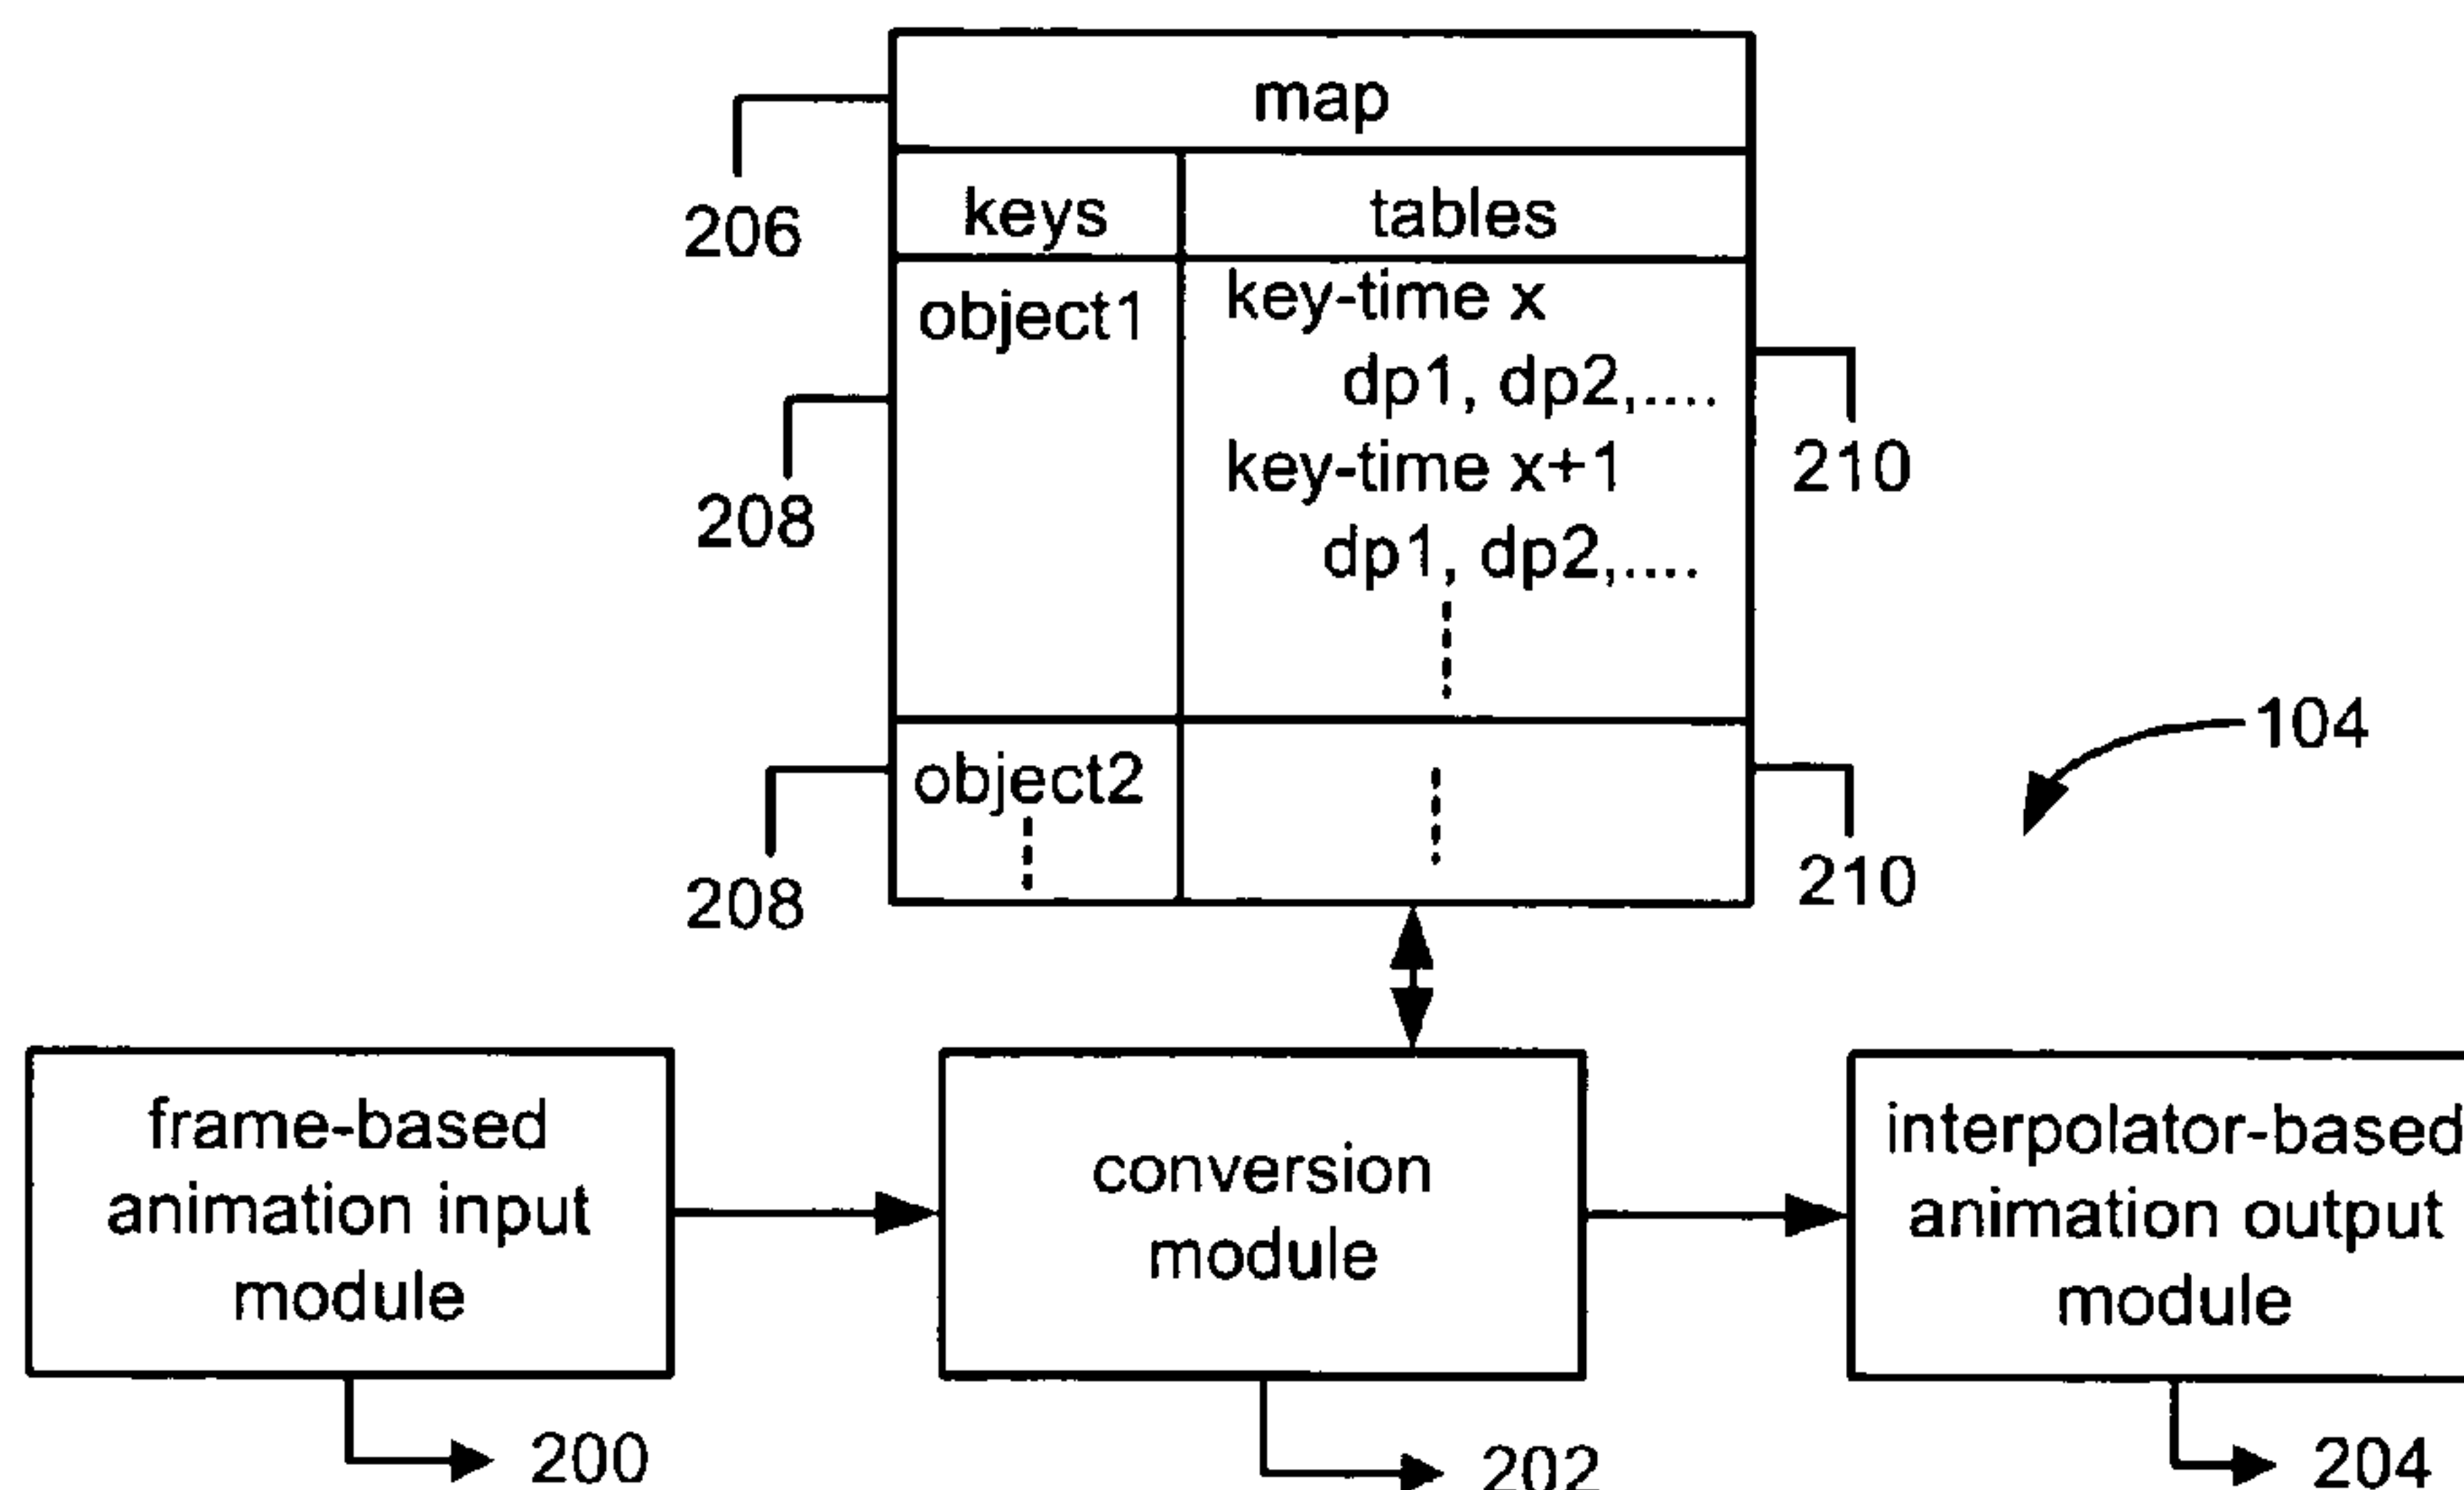 map
206
keys tables
object1
key-time x
dp1, dp2,....
key-time x+1
dp1, dp2,....
208
210
object2
208
210
104
frame-based
animation input
module
200
conversion
module
202
interpolator-based
animation output
module
204